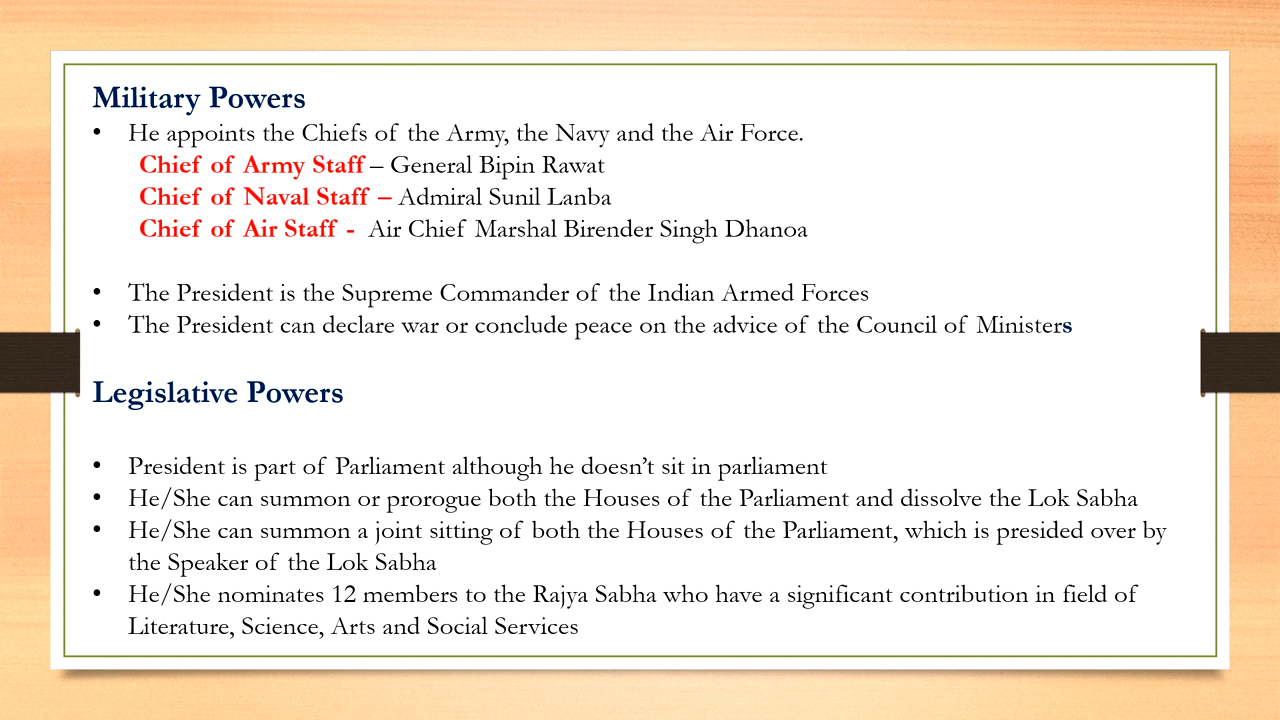 Military Powers
• He appoints the Chiefs of the Army, the Navy and the Air Force.
Chief of Army Staff – General Bipin Rawat
Chief of Naval Staff – Admiral Sunil Lanba
Chief of Air Staff - Air Chief Marshal Birender Singh Dhanoa
• The President is the Supreme Commander of the Indian Armed Forces
• The President can declare war or conclude peace on the advice of the Council of Ministers
Legislative Powers
• President is part of Parliament although he doesn’t sit in parliament
• He/She can summon or prorogue both the Houses of the Parliament and dissolve the Lok Sabha
• He/She can summon a joint sitting of both the Houses of the Parliament, which is presided over by
the Speaker of the Lok Sabha
• He/She nominates 12 members to the Rajya Sabha who have a significant contribution in field of
Literature, Science, Arts and Social Services